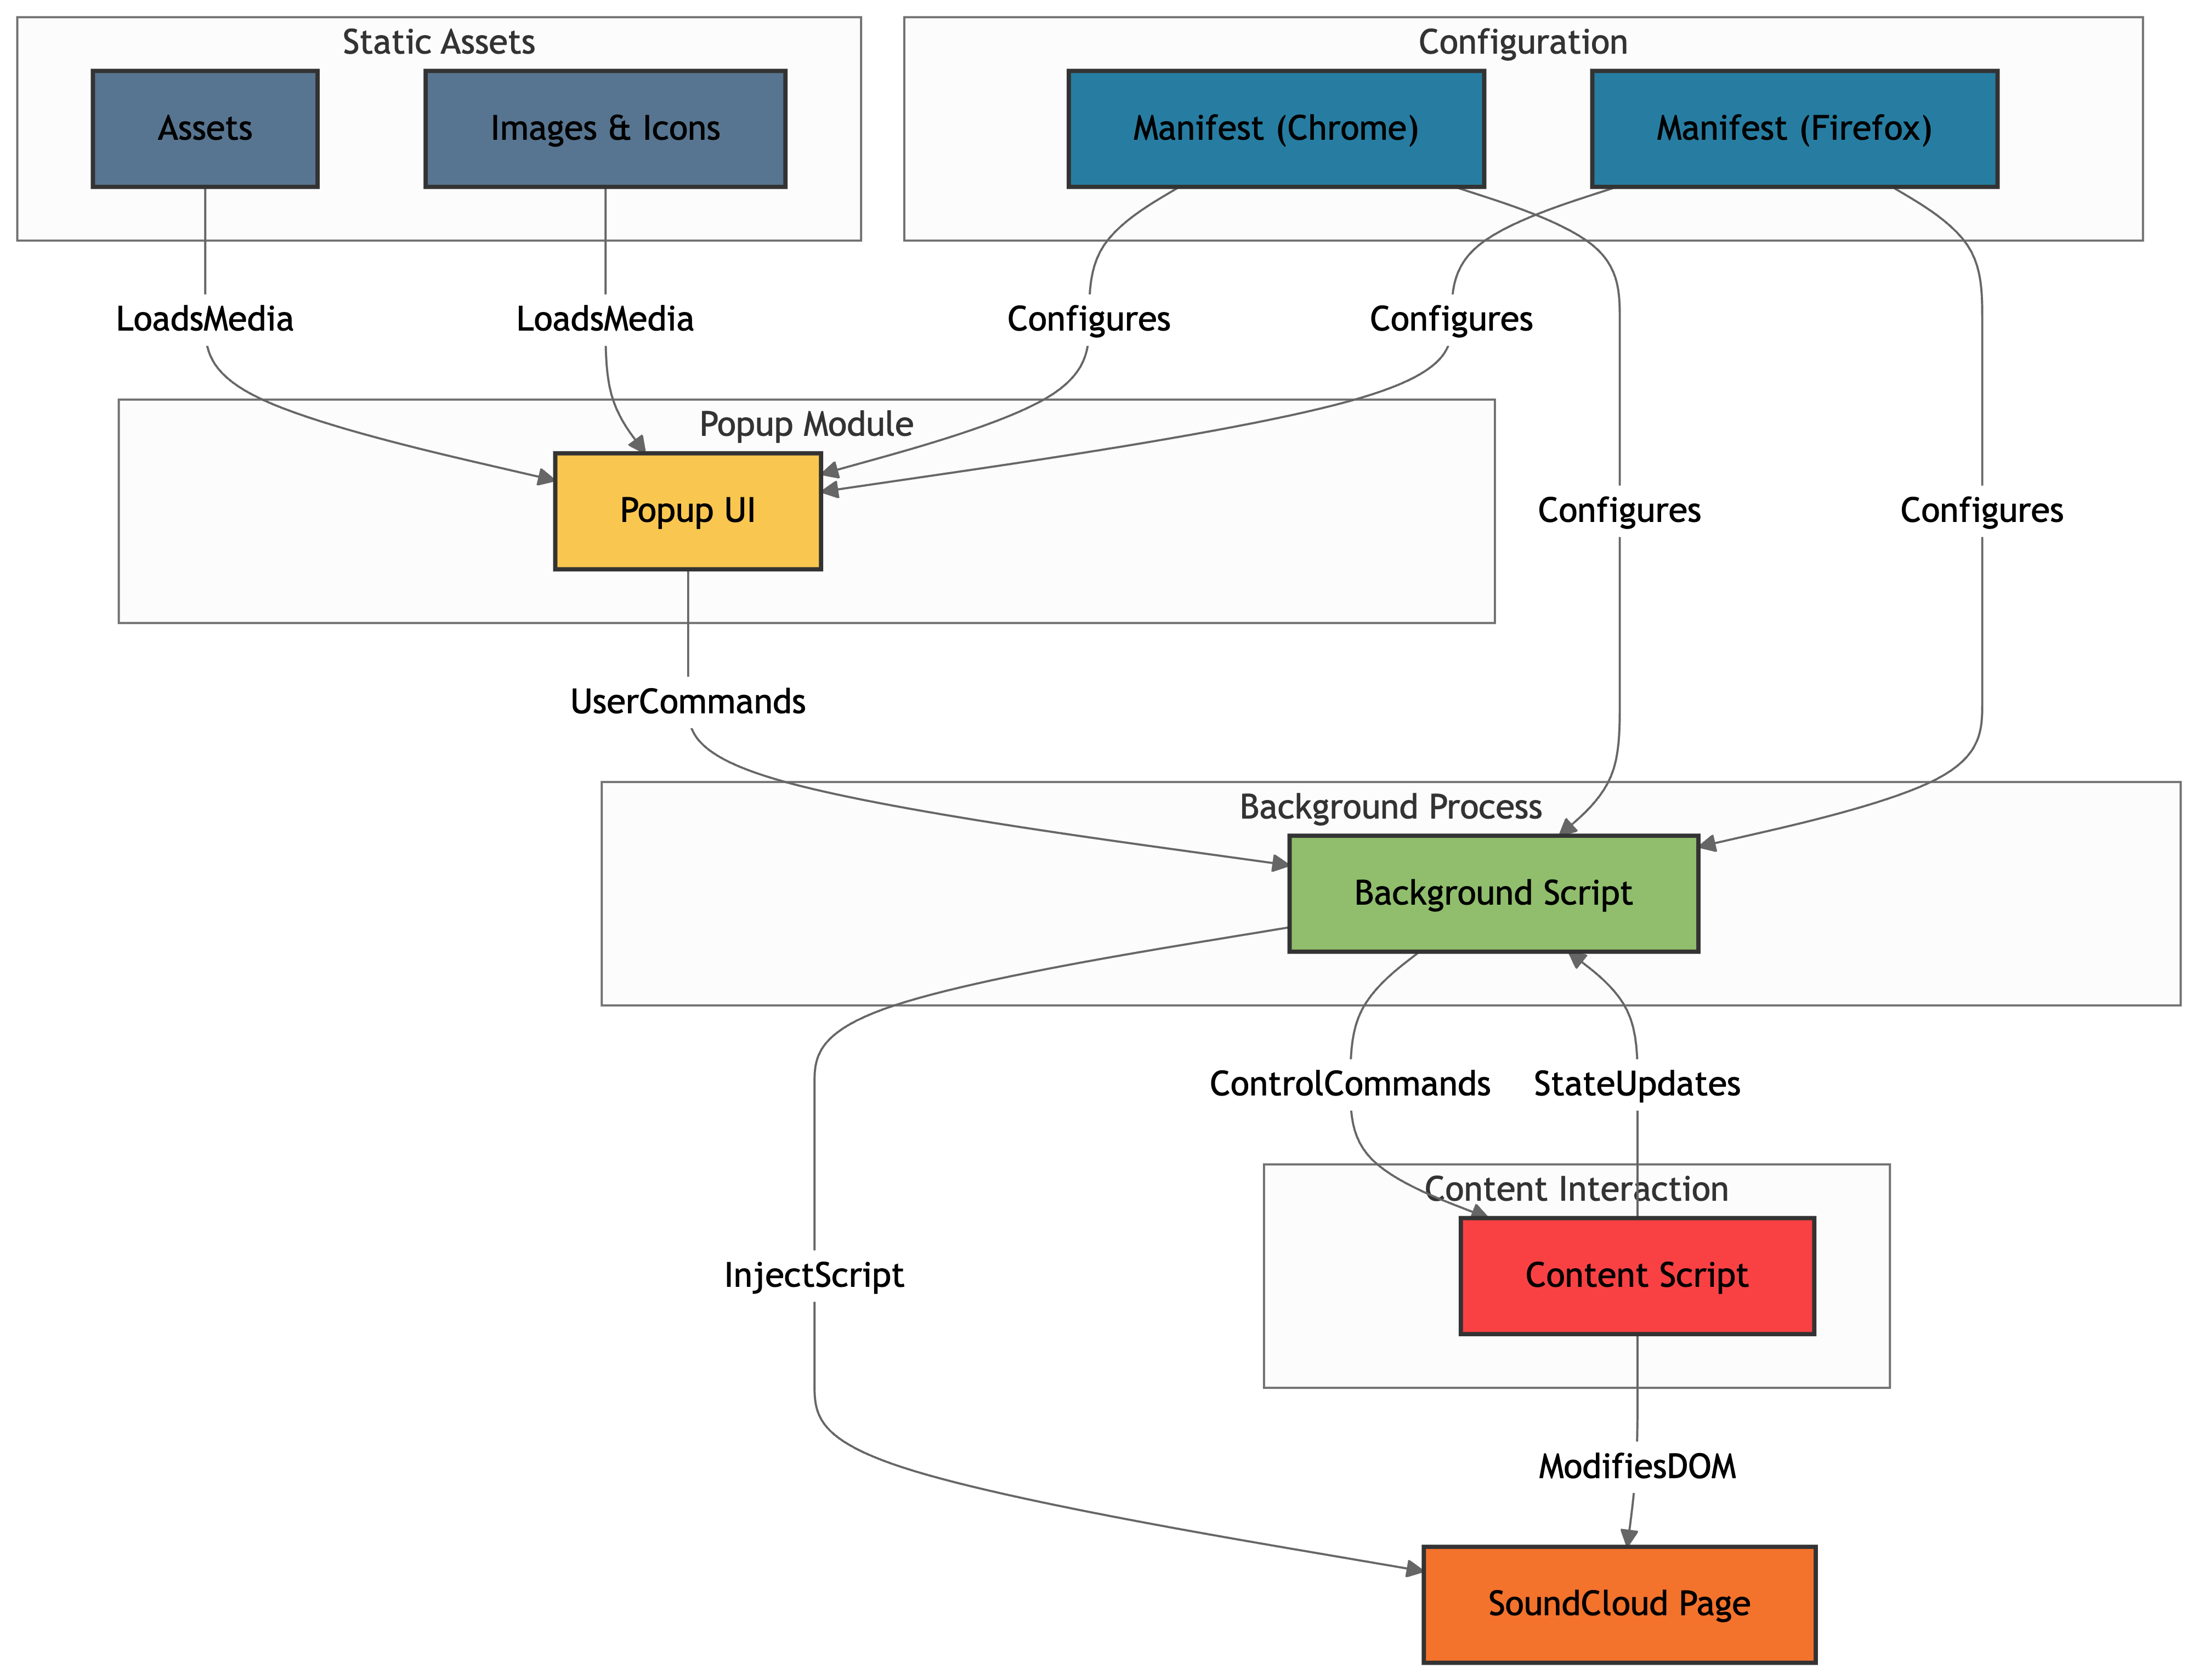 Static Assets
Configuration
Assets
Images & Icons
Manifest (Chrome)
Manifest (Firefox)
LoadsMedia
LoadsMedia
Configures
Configures
Popup Module
Popup UI
Configures
Configures
UserCommands
Background Process
Background Script
ControlCommands
StateUpdates
Content Interaction
InjectScript
Content Script
ModifiesDOM
SoundCloud Page